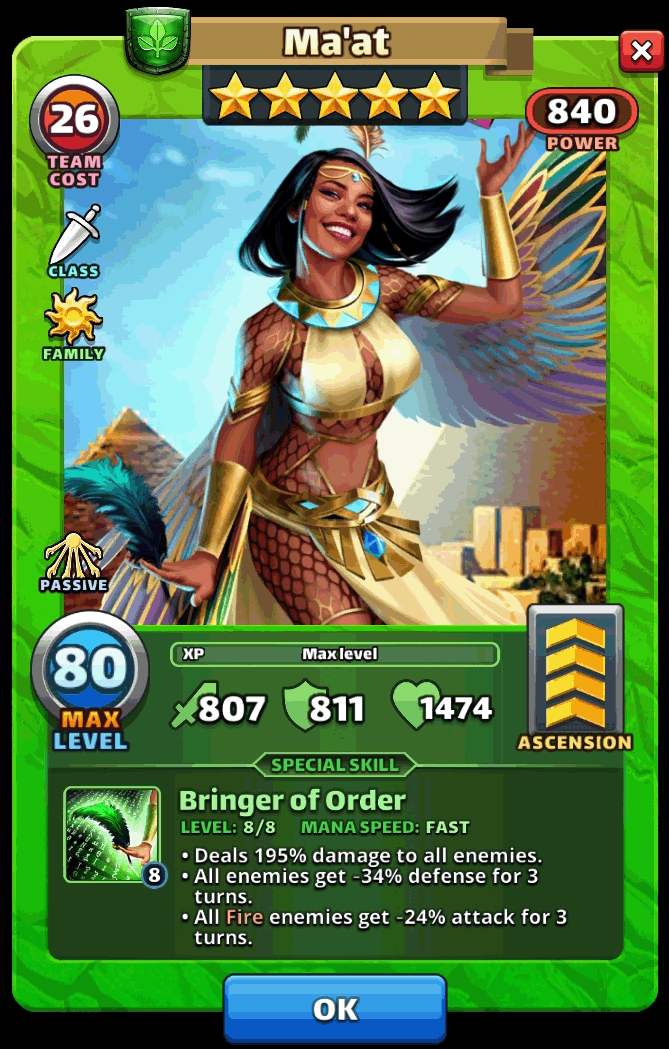 Ma'at
26
TEAM
COST
840
POWER
CLASS
FAMILY
PASSIVE
80
MAX
LEVEL
XP Max level
807 811 1474
ASCENSION
SPECIAL SKILL
Bringer of Order
LEVEL: 8/8 MANA SPEED: FAST
8
• Deals 195% damage to all enemies.
• All enemies get -34% defense for 3
turns.
• All Fire enemies get -24% attack for 3
turns.
OK